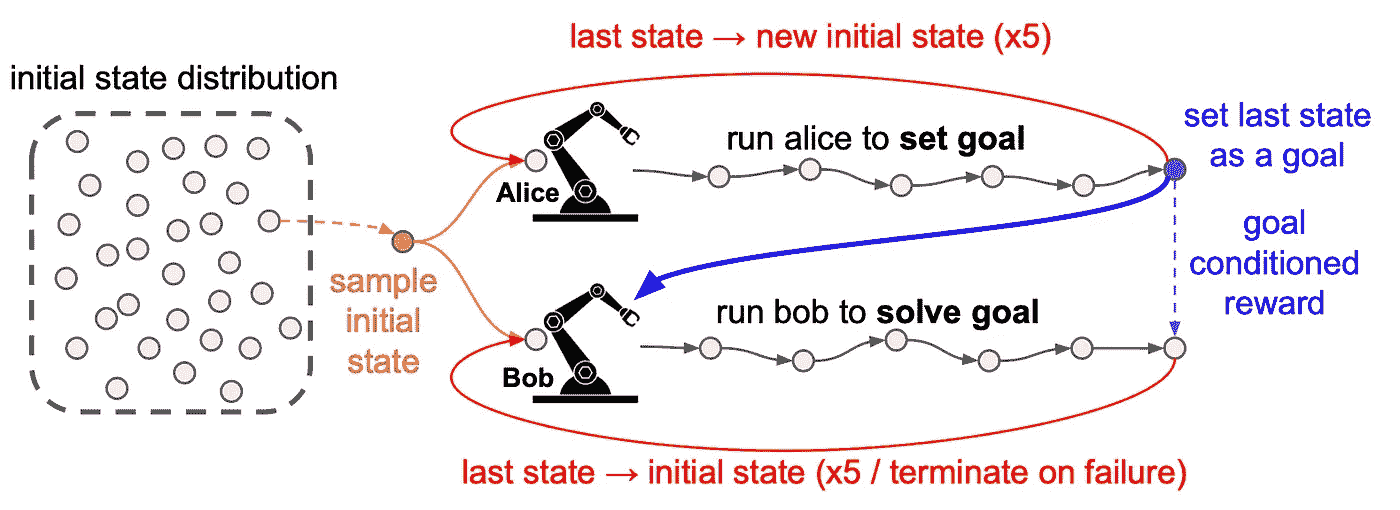 last state → new initial state (x5)
initial state distribution
set last state
as a goal
run alice to set goal
Alice
goal
conditioned
reward
sample
initial
state
run bob to solve goal
Bob
last state → initial state (x5 / terminate on failure)